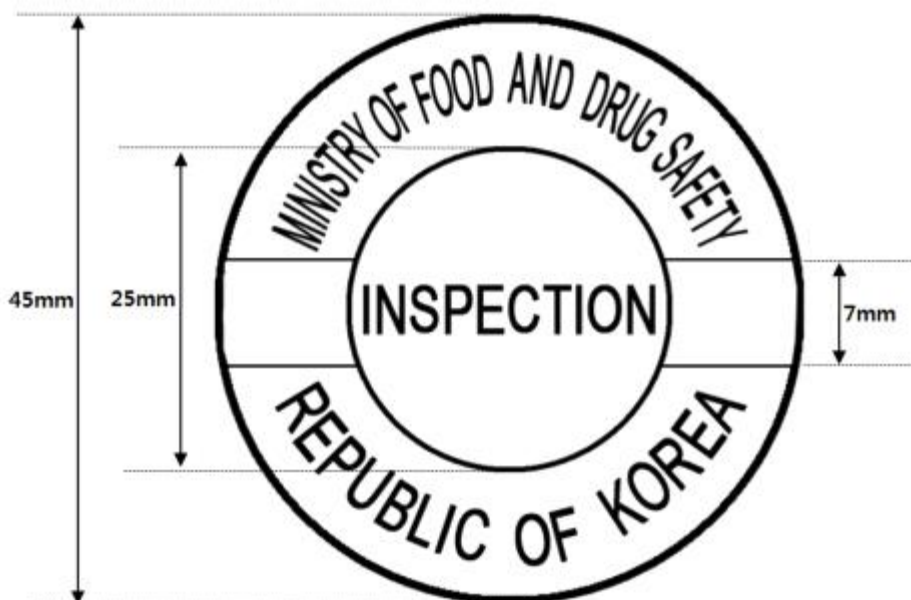 MINISTRY OF FOOD AND DRUG SAFETY
45mm
25mm
INSPECTION
7mm
REPUBLIC OF KOREA